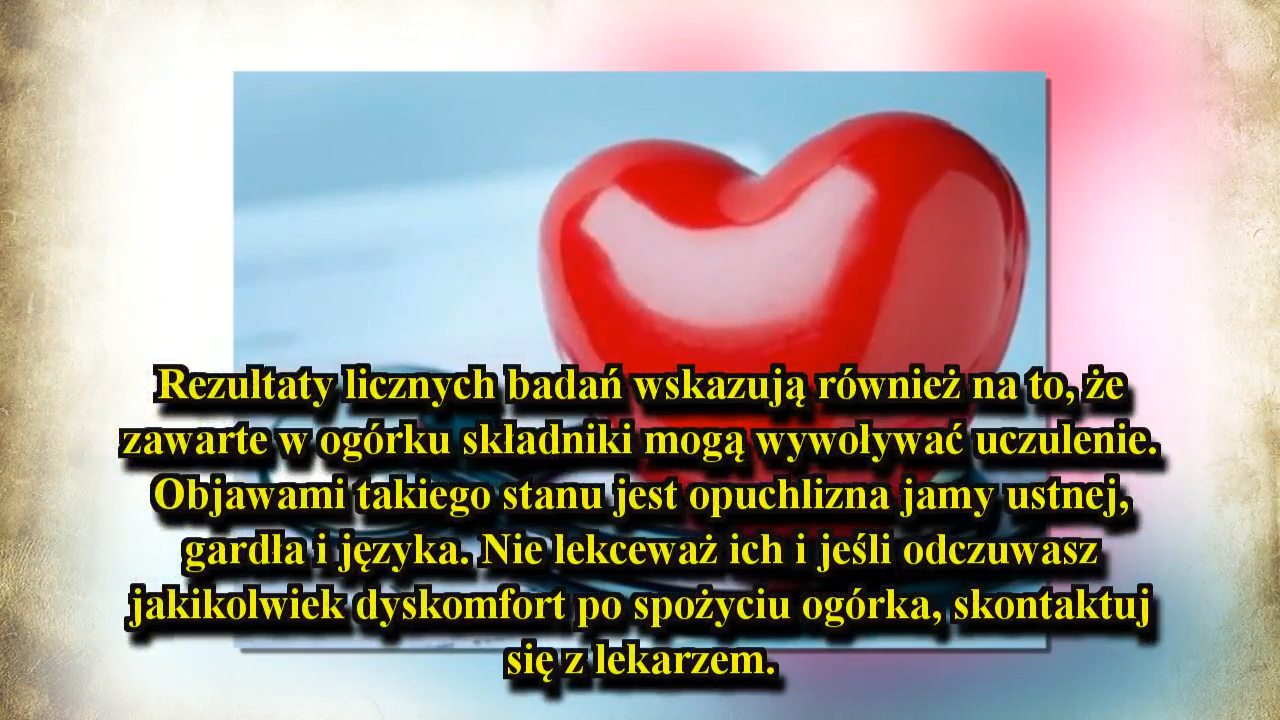 Rezultaty licznych badań wskazują również na to, że
zawarte w ogórku składniki mogą wywoływać uczulenie.
Objawami takiego stanu jest opuchlizna jamy ustnej,
gardła i języka. Nie lekceważ ich i jeśli odczuwasz
jakikolwiek dyskomfort po spożyciu ogórka, skontaktuj
się z lekarzem.